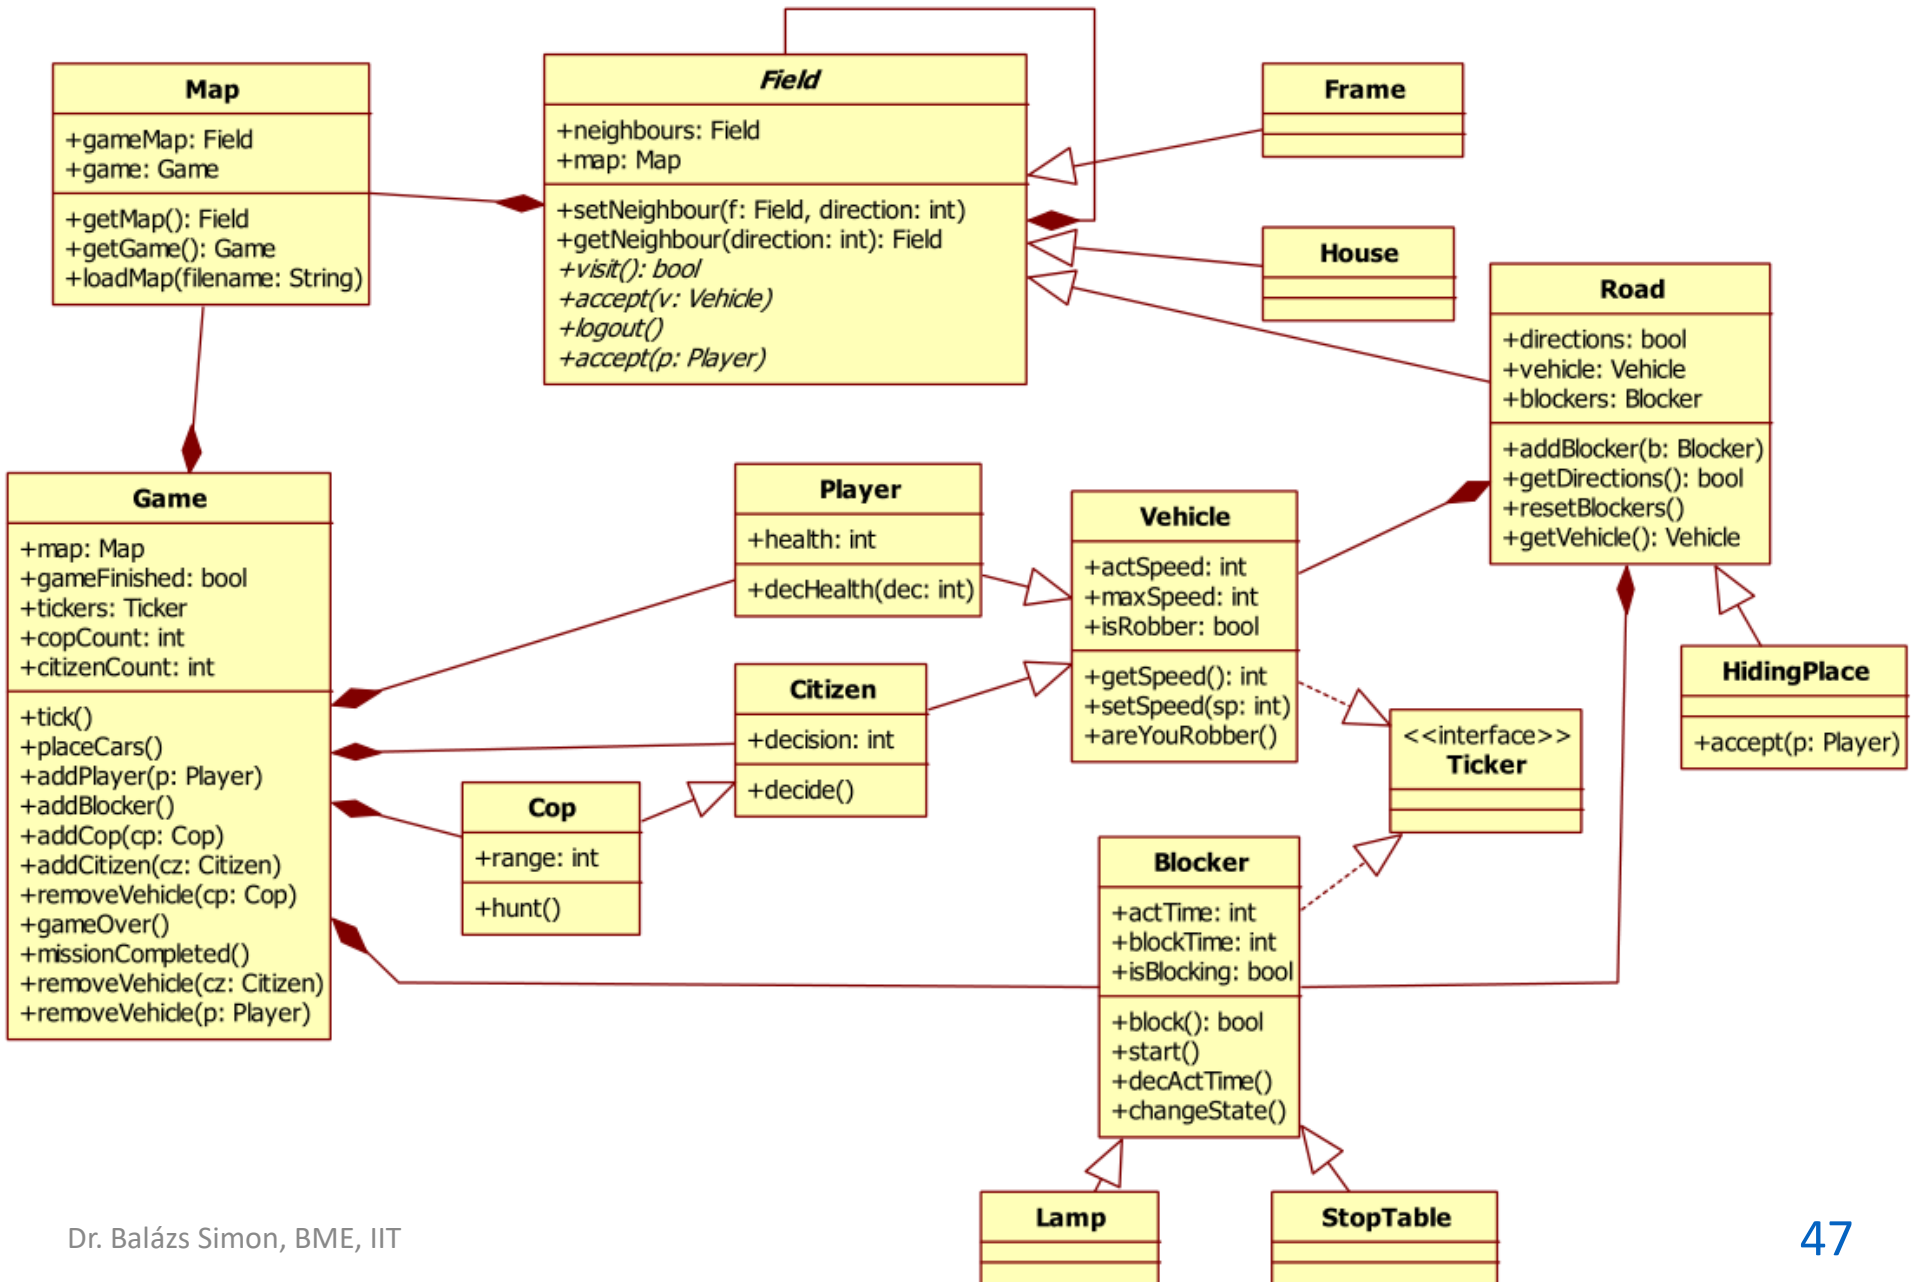 Map
+gameMap: Field
+game: Game
+getMap(): Field
+getGame(): Game
+loadMap(filename: String)
Field
+neighbours: Field
+map: Map
+setNeighbour(f: Field, direction: int)
+getNeighbour(direction: int): Field
+visit(): bool
+accept(v: Vehicle)
+logout()
+accept(p: Player)
Frame
House
Road
+directions: bool
+vehicle: Vehicle
+blockers: Blocker
+addBlocker(b: Blocker)
+getDirections(): bool
+resetBlockers()
+getVehicle(): Vehicle
Game
+map: Map
+gameFinished: bool
+tickers: Ticker
+copCount: int
+citizenCount: int
+tick()
+placeCars()
+addPlayer(p: Player)
+addBlocker()
+addCop(cp: Cop)
+addCitizen(cz: Citizen)
+removeVehicle(cp: Cop)
+gameOver()
+missionCompleted()
+removeVehicle(cz: Citizen)
+removeVehicle(p: Player)
Player
+health: int
+decHealth(dec: int)
Citizen
+decision: int
+decide()
Cop
+range: int
+hunt()
Vehicle
+actSpeed: int
+maxSpeed: int
+isRobber: bool
+getSpeed(): int
+setSpeed(sp: int)
+areYouRobber()
<<interface>>
Ticker
HidingPlace
+accept(p: Player)
Blocker
+actTime: int
+blockTime: int
+isBlocking: bool
+block(): bool
+start()
+decActTime()
+changeState()
Lamp
StopTable
Dr. Balázs Simon, BME, IIT
47